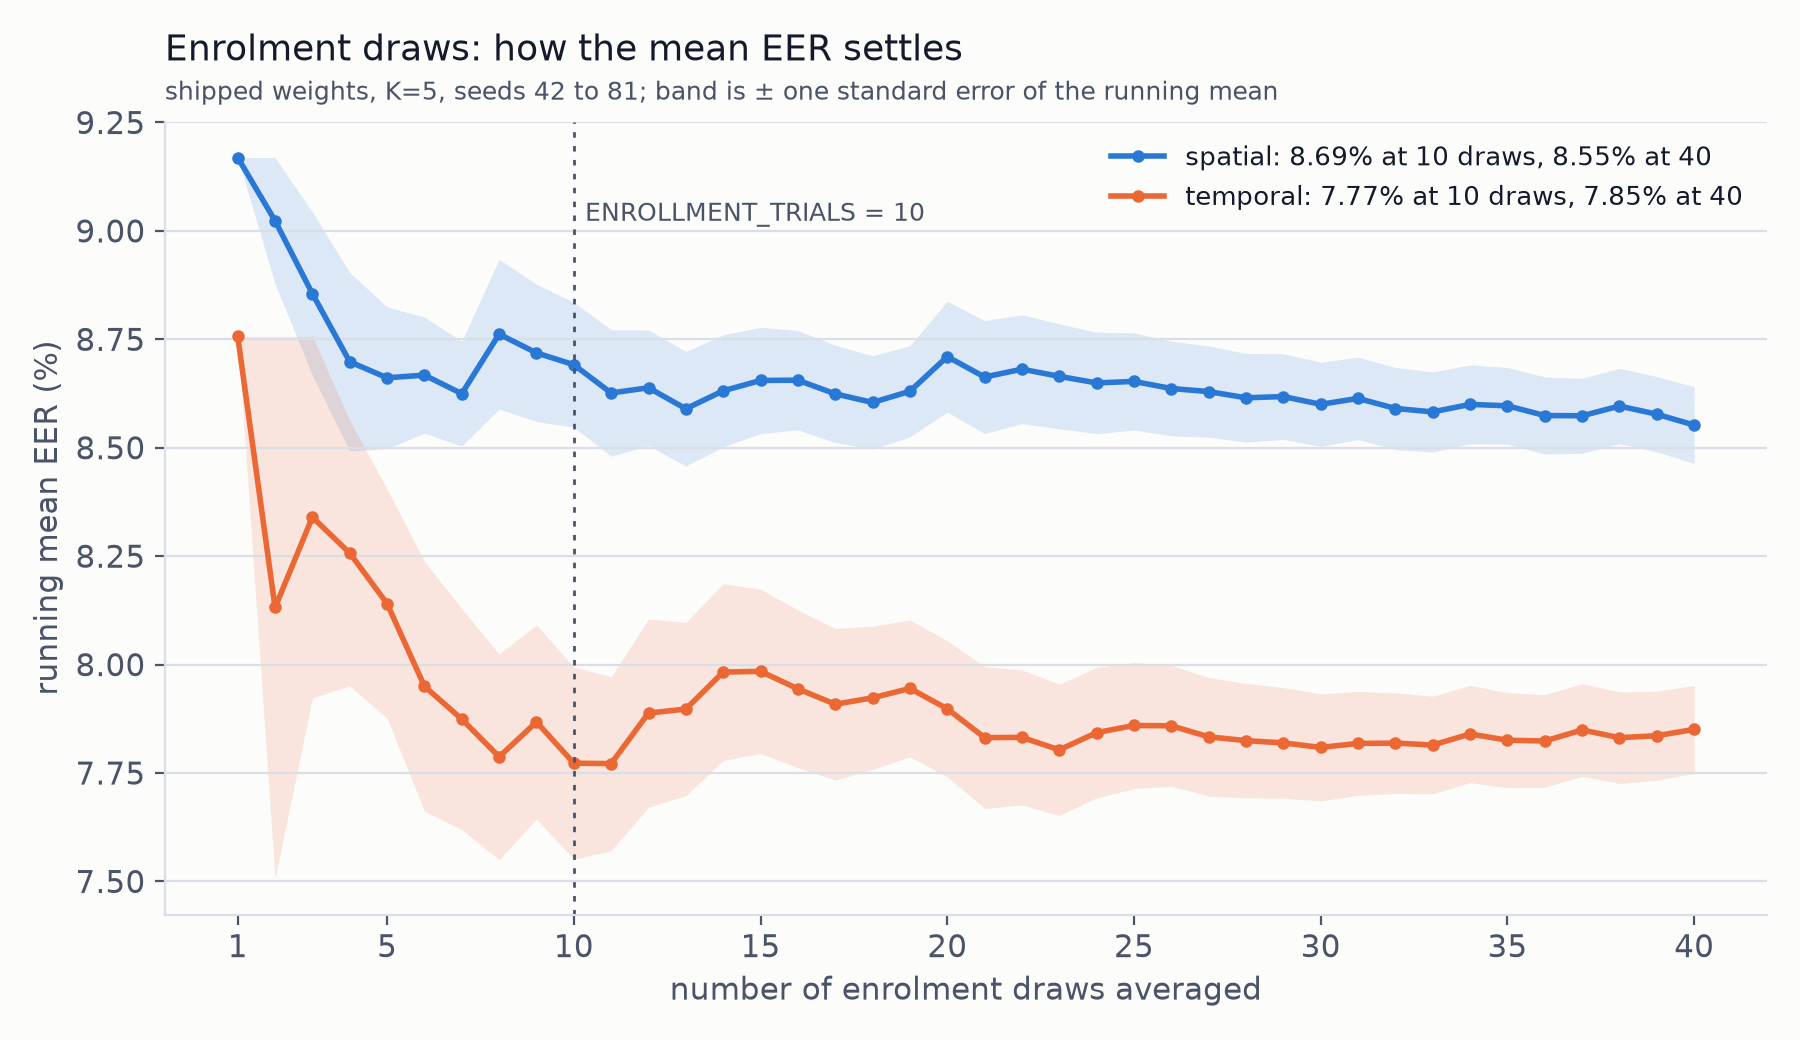 Enrolment draws: how the mean EER settles
shipped weights, K=5, seeds 42 to 81; band is ± one standard error of the running mean
spatial: 8.69% at 10 draws, 8.55% at 40
temporal: 7.77% at 10 draws, 7.85% at 40
ENROLLMENT_TRIALS = 10
running mean EER (%)
9.25
9.00
8.75
8.50
8.25
8.00
7.75
7.50
1 5 10 15 20 25 30 35 40
number of enrolment draws averaged